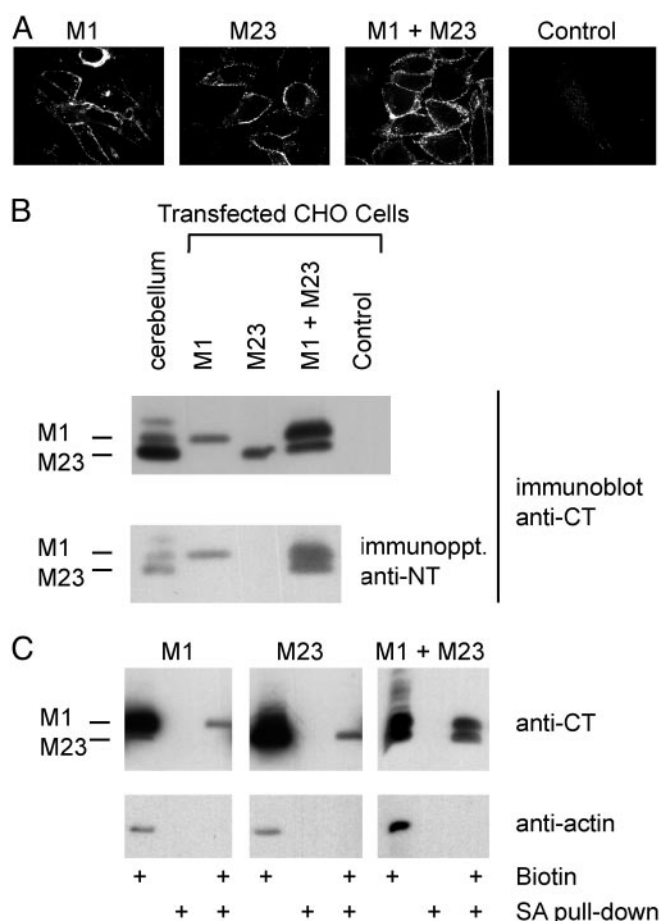 A
M1 M23 M1 + M23 Control
B
Transfected CHO Cells
cerebellum M1 M23 M1 + M23 Control
M1
M23
immunoblot
anti-CT
M1
M23
immunoppt.
anti-NT
C
M1 M23 M1 + M23
M1
M23
anti-CT
anti-actin
+ + + + + + Biotin
+ + + + + + SA pull-down